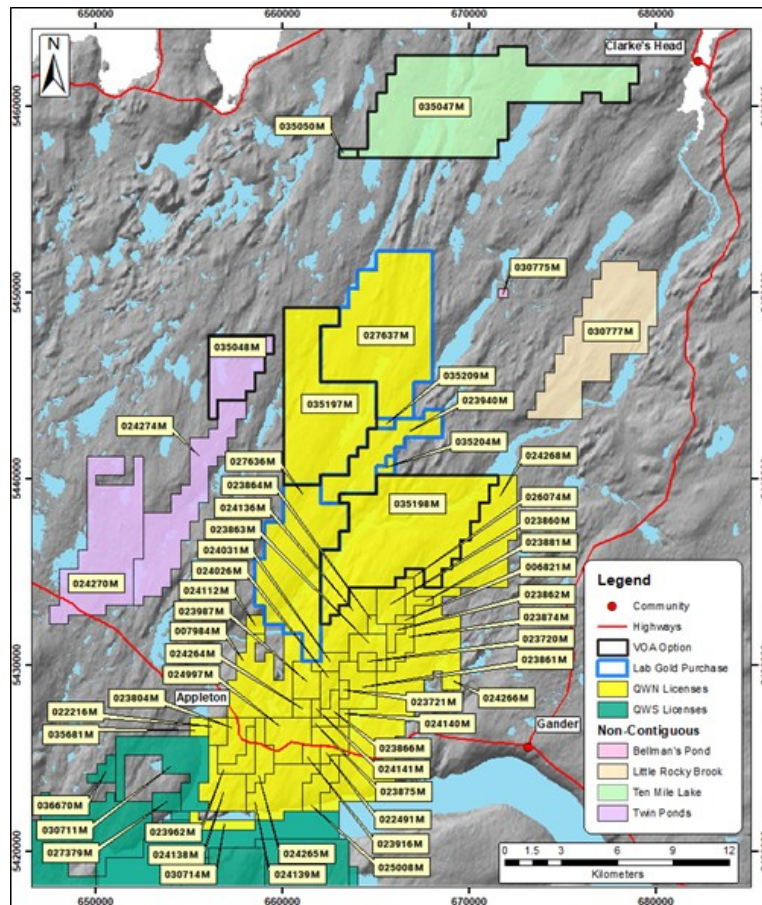 650000 660000 670000 680000
N
Clarke's Head
5460000
035047M
035050M
5450000
030775M
027637M
030777M
035048M
035209M
035197M
023940M
024274M
035204M
027636M
024268M
5440000
023864M
026074M
024136M
035198M
023860M
023863M
023881M
024031M
006821M
024026M
024270M
023862M
024112M
023874M
023987M
023720M
007984M
5430000
023861M
024264M
024997M
023721M
024266M
023804M
Appleton
024140M
022216M
Gander
035681M
023866M
024141M
023875M
036670M
022491M
030711M
023962M
023916M
027379M
024138M
024265M
025008M
5420000
030714M
024139M
Legend
Community
Highways
VOA Option
Lab Gold Purchase
QWN Licenses
QWS Licenses
Non-Contiguous
Bellman's Pond
Little Rocky Brook
Ten Mile Lake
Twin Ponds
0 1.5 3 6 9 12
Kilometers
650000 660000 670000 680000